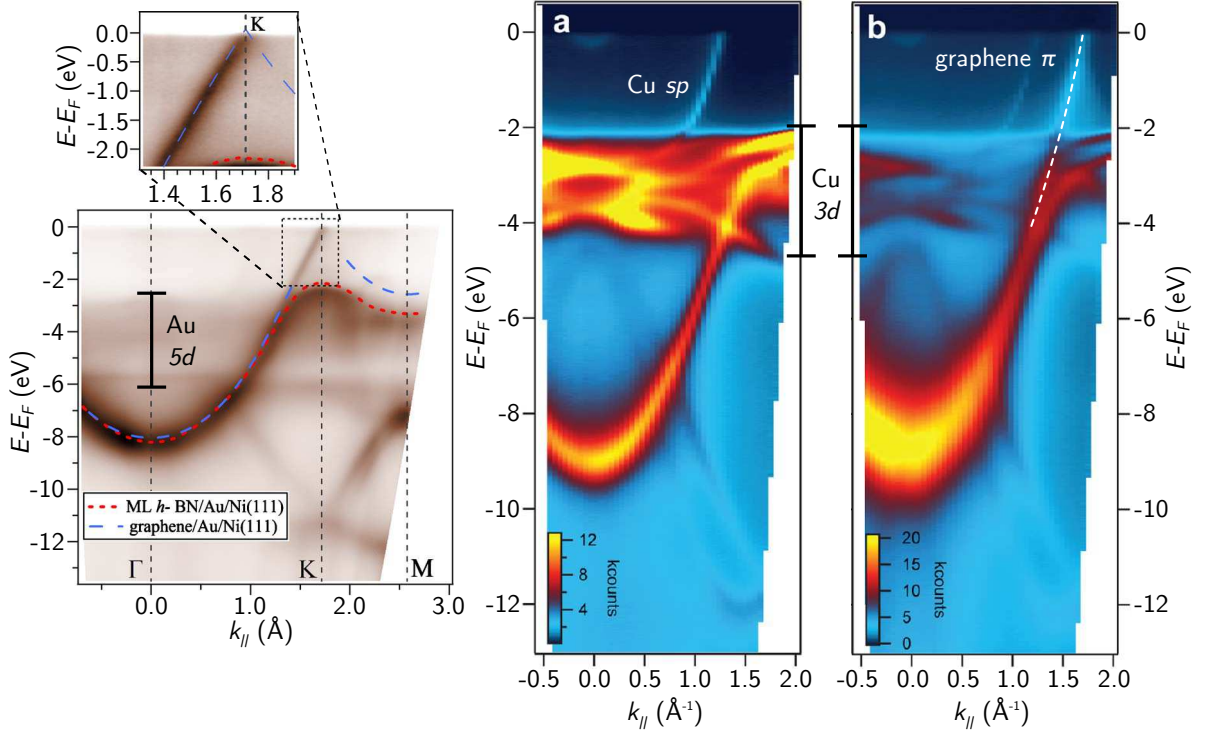 K
0.0
-0.5
-1.0
-1.5
-2.0
E-E_F (eV)
1.4 1.6 1.8
0
-2
-4
-6
-8
-10
-12
E-E_F (eV)
Au
5d
ML h- BN/Au/Ni(111)
graphene/Au/Ni(111)
Γ K M
0.0 1.0 2.0 3.0
k_// (Å)
a
0
-2
-4
-6
-8
-10
-12
E-E_F (eV)
Cu sp
12
8
4
kcounts
-0.5 0.0 0.5 1.0 1.5 2.0
k_// (Å⁻¹)
Cu
3d
b
graphene π
20
15
10
5
0
kcounts
-0.5 0.0 0.5 1.0 1.5 2.0
k_// (Å⁻¹)
0
-2
-4
-6
-8
-10
-12
E-E_F (eV)